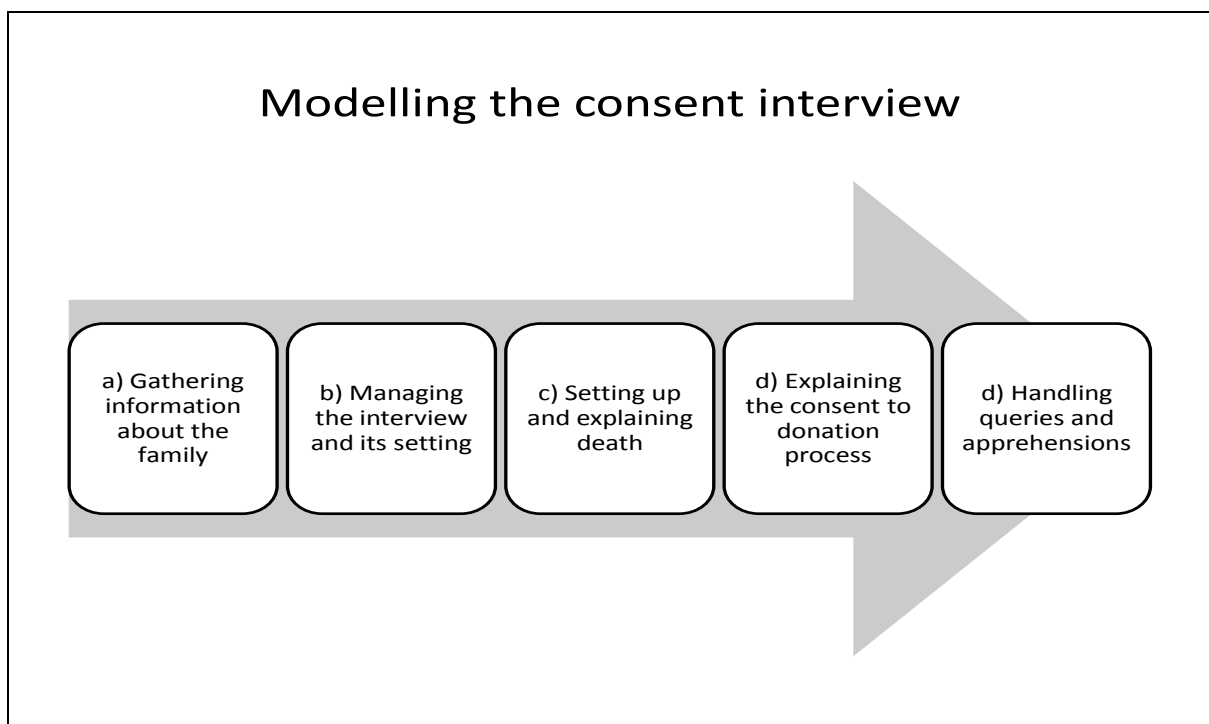 Modelling the consent interview
a) Gathering
information
about the
family
b) Managing
the interview
and its setting
c) Setting up
and explaining
death
d) Explaining
the consent to
donation
process
d) Handling
queries and
apprehensions